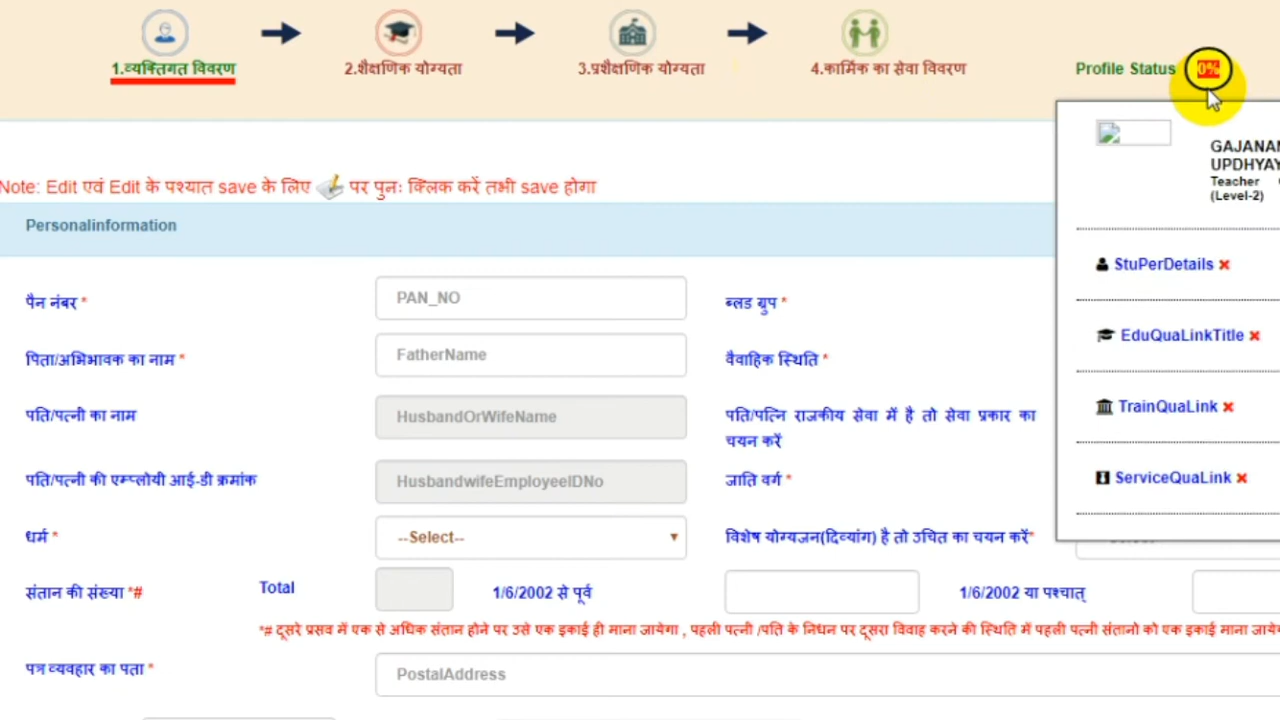 1.व्यक्तिगत विवरण
2.शैक्षणिक योग्यता
3.प्रशैक्षणिक योग्यता
4.कार्मिक का सेवा विवरण
Profile Status 0%
GAJANAN
UPDHYAY
Teacher
(Level-2)
Note: Edit एवं Edit के पश्यात save के लिए पर पुनः क्लिक करें तभी save होगा
Personalinformation
StuPerDetails
EduQuaLinkTitle
TrainQuaLink
ServiceQuaLink
पैन नंबर * PAN_NO ब्लड ग्रुप *
पिता/अभिभावक का नाम * FatherName वैवाहिक स्थिति *
पति/पत्नी का नाम HusbandOrWifeName पति/पत्नि राजकीय सेवा में है तो सेवा प्रकार का
चयन करें
पति/पत्नी की एम्प्लोयी आई-डी क्रमांक HusbandwifeEmployeeIDNo जाति वर्ग *
धर्म * --Select-- विशेष योग्यजन(दिव्यांग) है तो उचित का चयन करें*
संतान की संख्या *# Total 1/6/2002 से पूर्व 1/6/2002 या पश्चात्
*# दूसरे प्रसव में एक से अधिक संतान होने पर उसे एक इकाई ही माना जायेगा , पहली पत्नी /पति के निधन पर दूसरा विवाह करने की स्थिति में पहली पत्नी संतानो को एक इकाई माना
पत्र व्यवहार का पता * PostalAddress